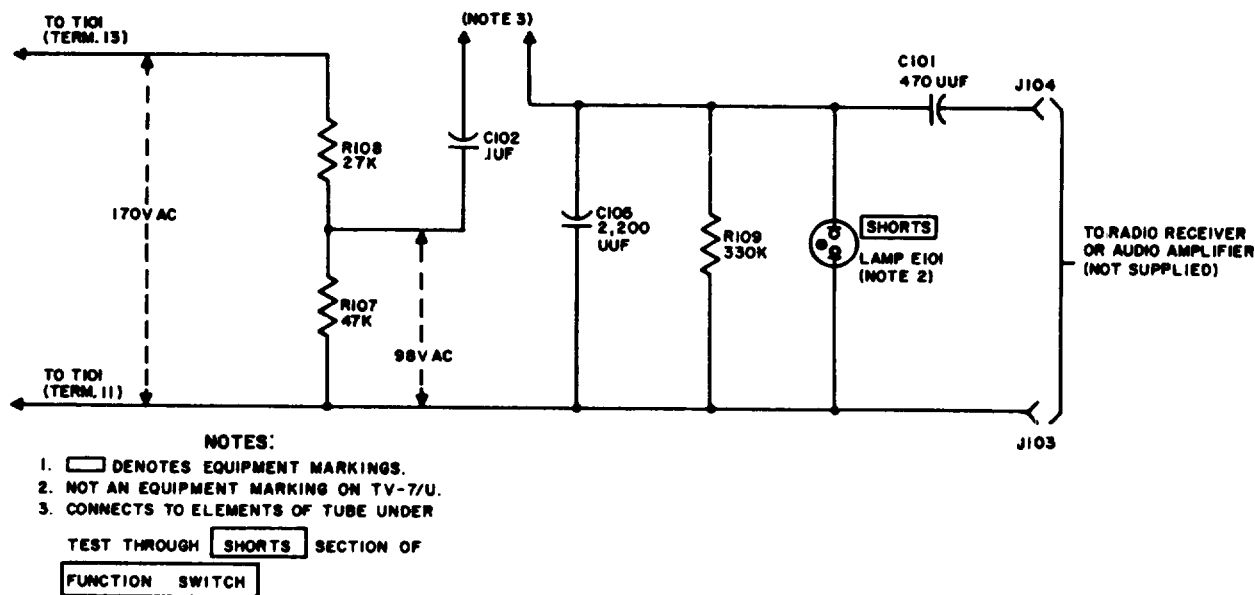 TO T101
(TERM. 13)
(NOTE 3)
C101
470 UUF
J104
R108
27K
C102
.1UF
170V AC
C105
2,200
UUF
R109
330K
SHORTS
LAMP E101
(NOTE 2)
TO RADIO RECEIVER
OR AUDIO AMPLIFIER
(NOT SUPPLIED)
R107
47K
98V AC
TO T101
(TERM. 11)
J103
NOTES:
1. DENOTES EQUIPMENT MARKINGS.
2. NOT AN EQUIPMENT MARKING ON TV-7/U.
3. CONNECTS TO ELEMENTS OF TUBE UNDER
TEST THROUGH SHORTS SECTION OF
FUNCTION SWITCH